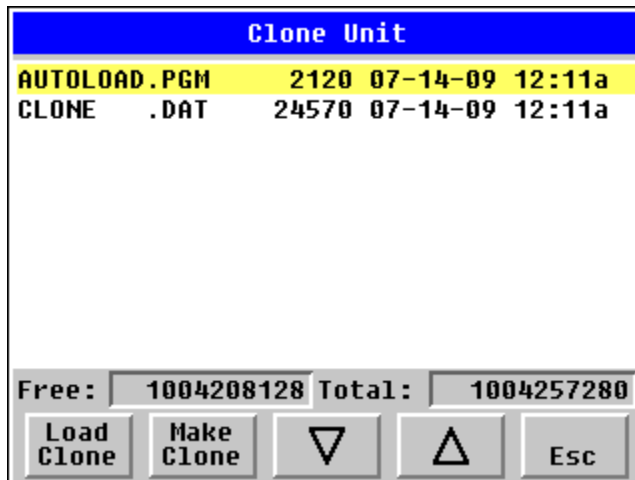 Clone Unit
AUTOLOAD.PGM 2120 07-14-09 12:11a
CLONE .DAT 24570 07-14-09 12:11a
Free: 1004208128 Total: 1004257280
Load Clone Make Clone Esc